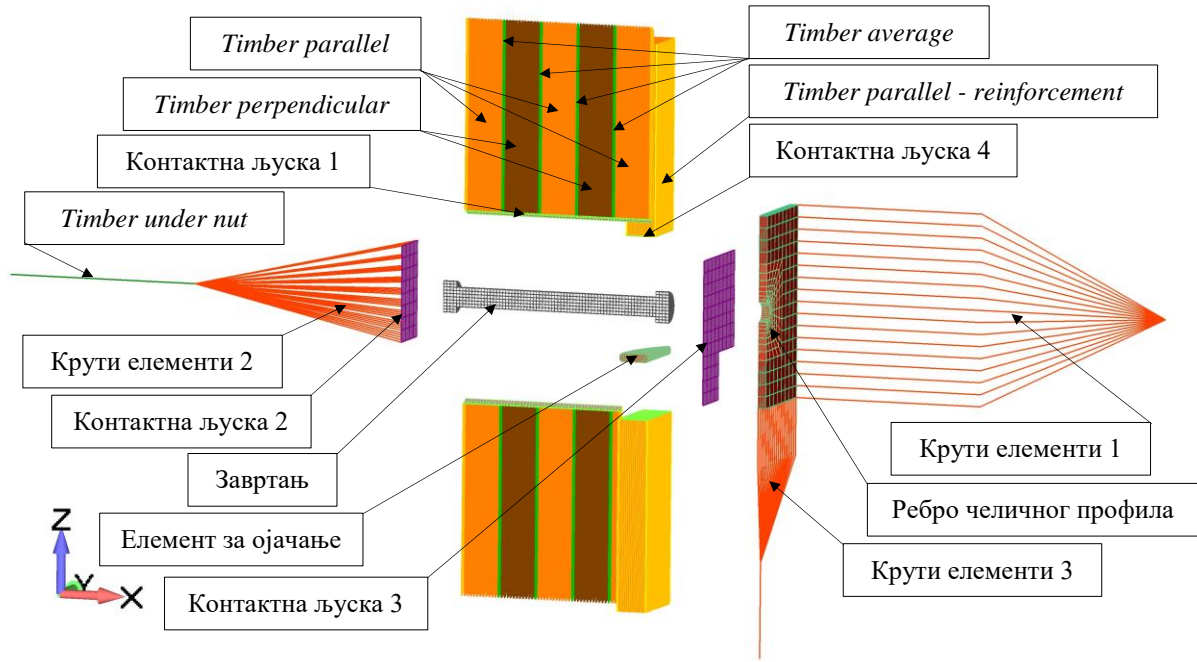 Timber parallel
Timber average
Timber perpendicular
Timber parallel - reinforcement
Контактна љуска 1
Контактна љуска 4
Timber under nut
Крути елементи 2
Контактна љуска 2
Крути елементи 1
Завртањ
Ребро челичног профила
Елемент за ојачање
Крути елементи 3
Контактна љуска 3
Z
Y
X